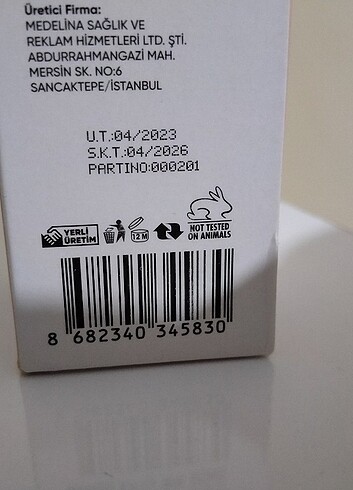 Üretici Firma:
MEDELİNA SAĞLIK VE
REKLAM HİZMETLERİ LTD. ŞTİ.
ABDURRAHMANGAZİ MAH.
MERSİN SK. NO:6
SANCAKTEPE/İSTANBUL
U.T:04/2023
S.K.T:04/2026
PARTINO:000201
YERLİ
ÜRETİM
12 M
NOT TESTED
ON ANIMALS
8 682340 345830